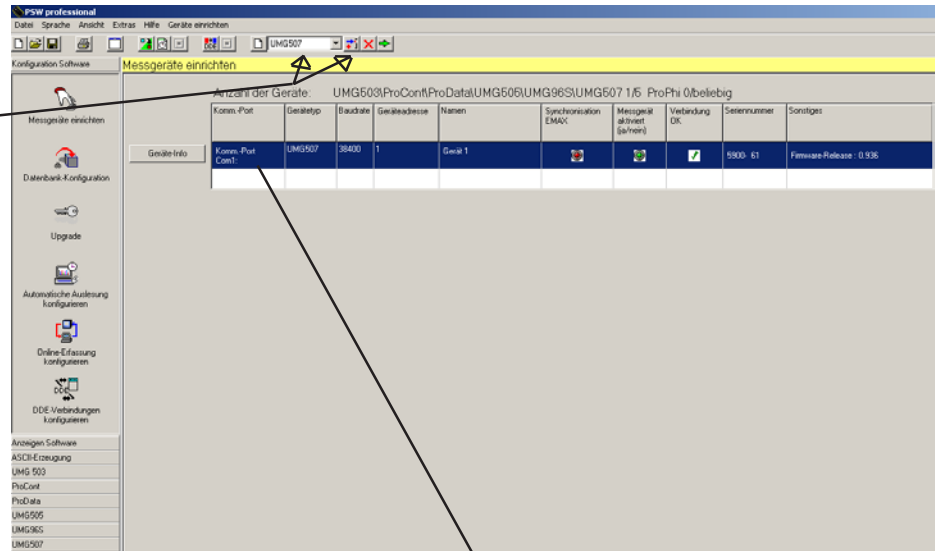 PSW professional
Datei Sprache Ansicht Extras Hilfe Geräte einrichten
UMG507
Konfiguration Software
Messgeräte einrichten
Anzahl der Geräte: UMG503\ProCont\ProData\UMG505\UMG96S\UMG507 1/5 ProPhi 0/beliebig
Komm.-Port Gerätetyp Baudrate Geräteadresse Namen Synchronisation EMAX Messgerät aktiviert (ja/nein) Verbindung OK Seriennummer Sonstiges
Geräte-Info Komm.-Port Com1: UMG507 38400 1 Gerät 1 5900- 61 Firmware-Release : 0.936
Messgeräte einrichten
Datenbank-Konfiguration
Upgrade
Automatische Auslesung
konfigurieren
Online-Erfassung
konfigurieren
DDE
DDE-Verbindungen
konfigurieren
Anzeigen Software
ASCII-Erzeugung
UMG 503
ProCont
ProData
UMG505
UMG96S
UMG507